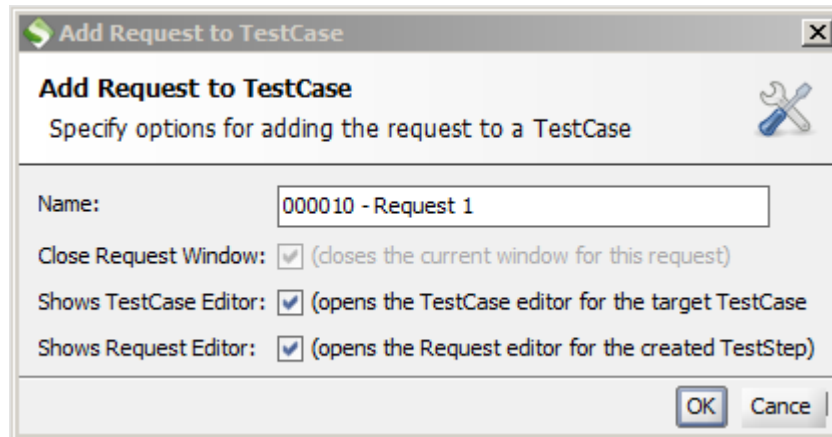 Add Request to TestCase
Add Request to TestCase
Specify options for adding the request to a TestCase
Name: 000010 - Request 1
Close Request Window: (closes the current window for this request)
Shows TestCase Editor: (opens the TestCase editor for the target TestCase
Shows Request Editor: (opens the Request editor for the created TestStep)
OK Cance